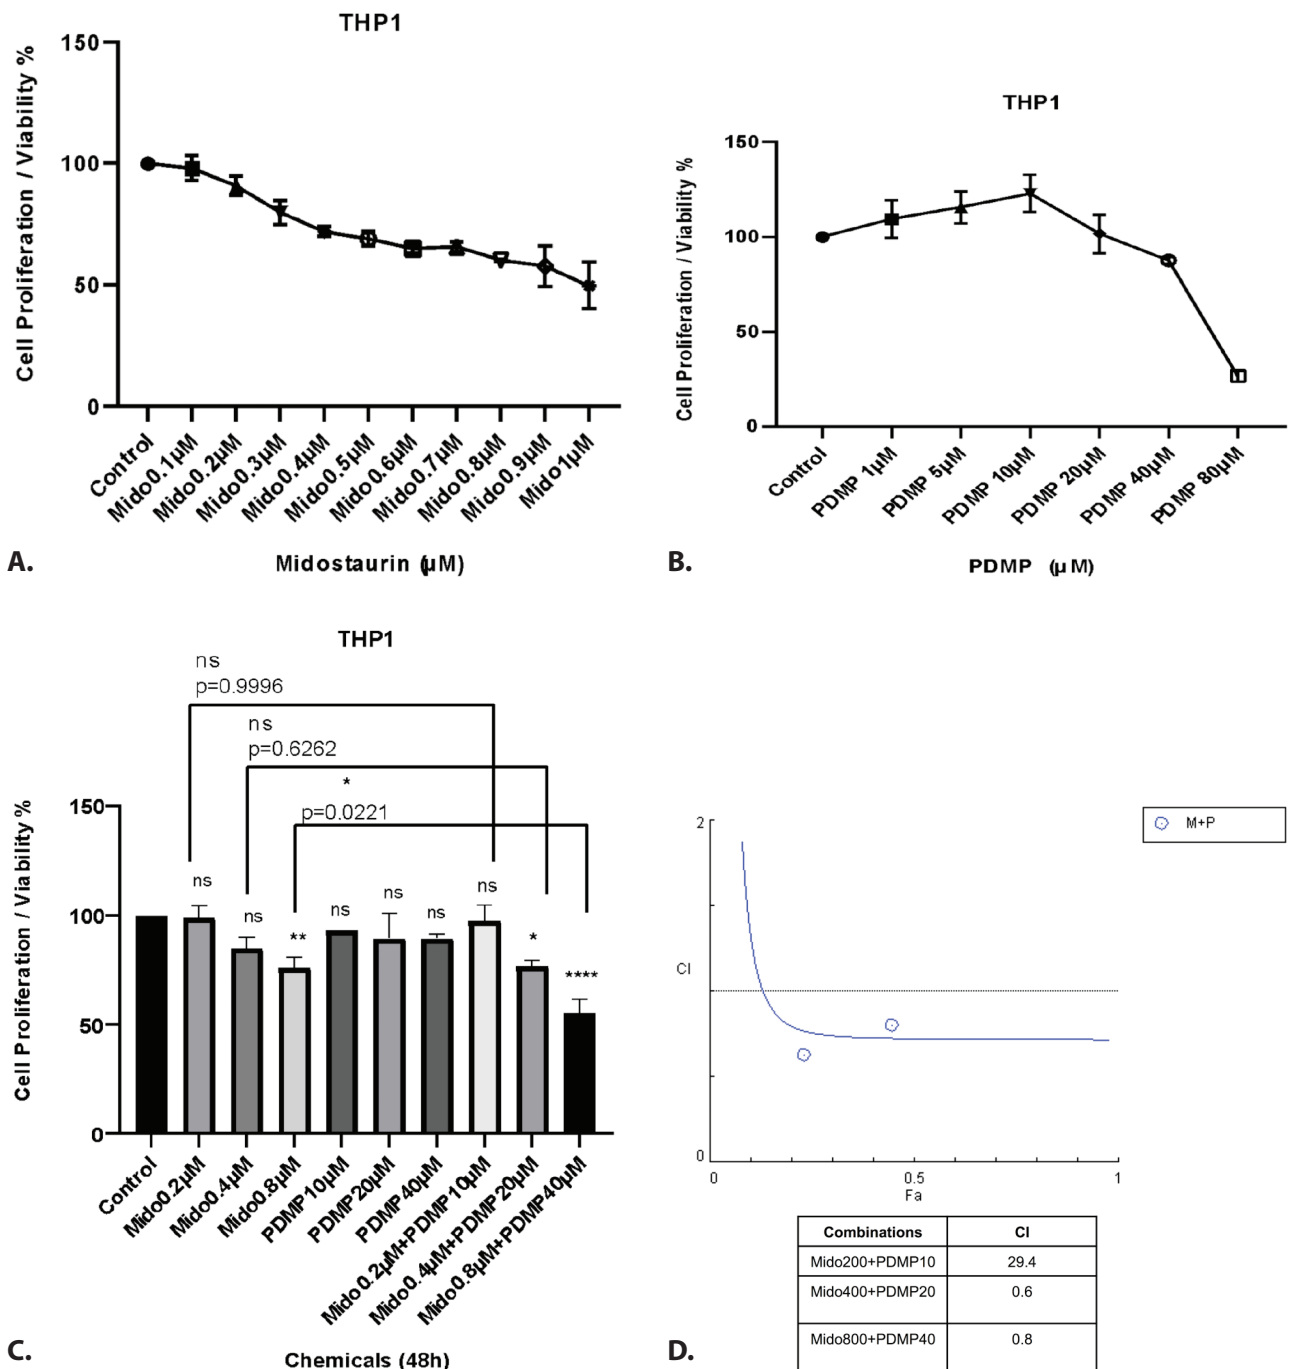 THP1
Cell Proliferation / Viability %
150
100
50
0
Control
Mido0.1µM
Mido0.2µM
Mido0.3µM
Mido0.4µM
Mido0.5µM
Mido0.6µM
Mido0.7µM
Mido0.8µM
Mido0.9µM
Mido1µM
Midostaurin (µM)
A.
THP1
Cell Proliferation / Viability %
150
100
50
0
Control
PDMP 1µM
PDMP 5µM
PDMP 10µM
PDMP 20µM
PDMP 40µM
PDMP 80µM
PDMP (µM)
B.
THP1
ns
p=0.9996
ns
p=0.6262
*
p=0.0221
Cell Proliferation / Viability %
150
100
50
0
ns
ns
**
ns
ns
ns
ns
*
****
Control
Mido0.2µM
Mido0.4µM
Mido0.8µM
PDMP10µM
PDMP20µM
PDMP40µM
Mido0.2µM+PDMP10µM
Mido0.4µM+PDMP20µM
Mido0.8µM+PDMP40µM
Chemicals (48h)
C.
M+P
2
CI
0
0
0.5
1
Fa
Combinations CI
Mido200+PDMP10 29.4
Mido400+PDMP20 0.6
Mido800+PDMP40 0.8
D.